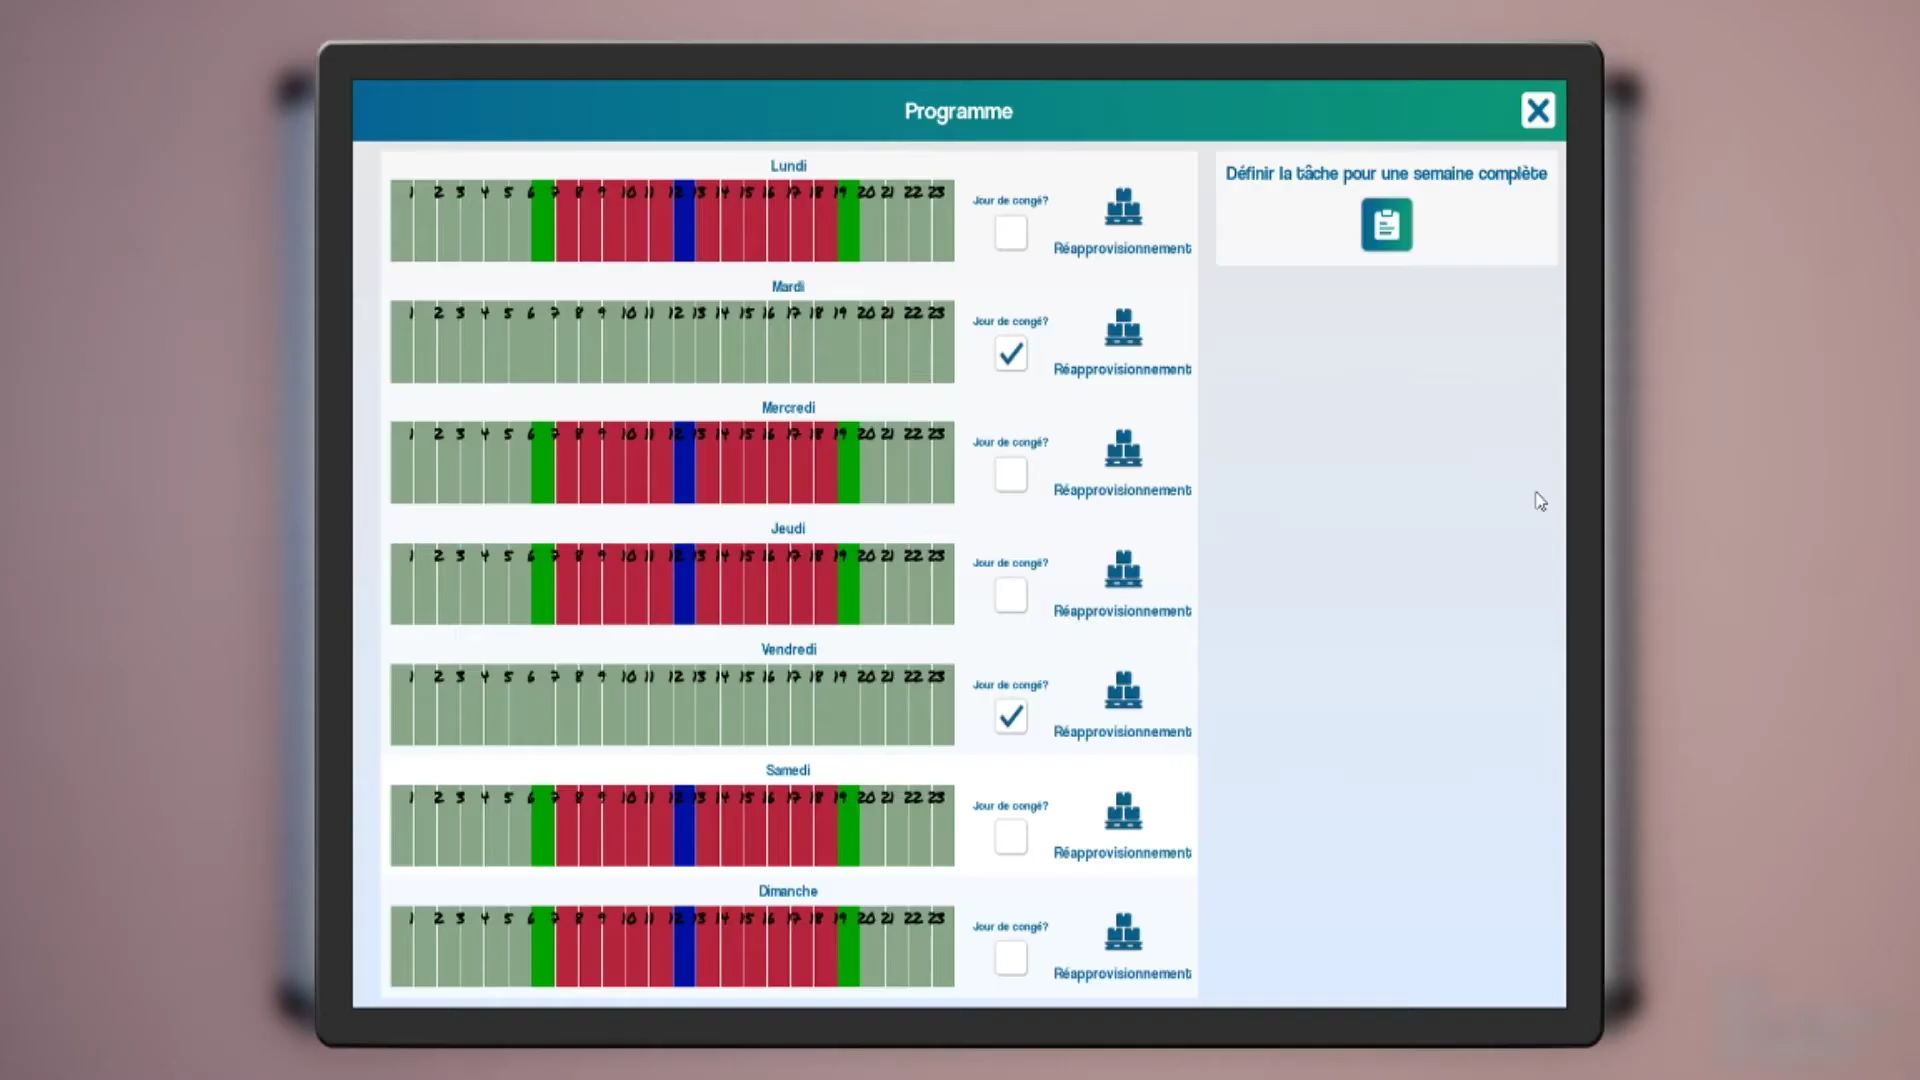 Programme
Lundi
1 2 3 4 5 6 7 8 9 10 11 12 13 14 15 16 17 18 19 20 21 22 23
Jour de congé?
Réapprovisionnement
Définir la tâche pour une semaine complète
Mardi
1 2 3 4 5 6 7 8 9 10 11 12 13 14 15 16 17 18 19 20 21 22 23
Jour de congé?
Réapprovisionnement
Mercredi
1 2 3 4 5 6 7 8 9 10 11 12 13 14 15 16 17 18 19 20 21 22 23
Jour de congé?
Réapprovisionnement
Jeudi
1 2 3 4 5 6 7 8 9 10 11 12 13 14 15 16 17 18 19 20 21 22 23
Jour de congé?
Réapprovisionnement
Vendredi
1 2 3 4 5 6 7 8 9 10 11 12 13 14 15 16 17 18 19 20 21 22 23
Jour de congé?
Réapprovisionnement
Samedi
1 2 3 4 5 6 7 8 9 10 11 12 13 14 15 16 17 18 19 20 21 22 23
Jour de congé?
Réapprovisionnement
Dimanche
1 2 3 4 5 6 7 8 9 10 11 12 13 14 15 16 17 18 19 20 21 22 23
Jour de congé?
Réapprovisionnement